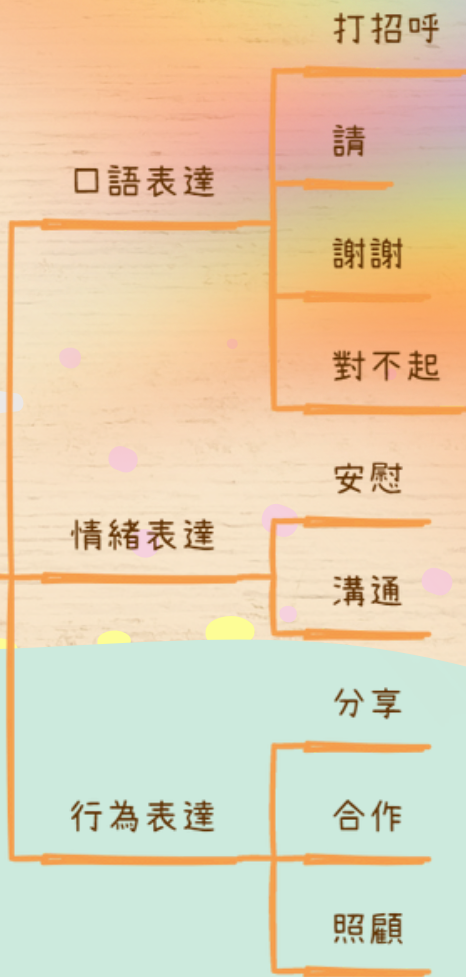 打招呼
請
口語表達
謝謝
對不起
安慰
情緒表達
溝通
分享
行為表達
合作
照顧